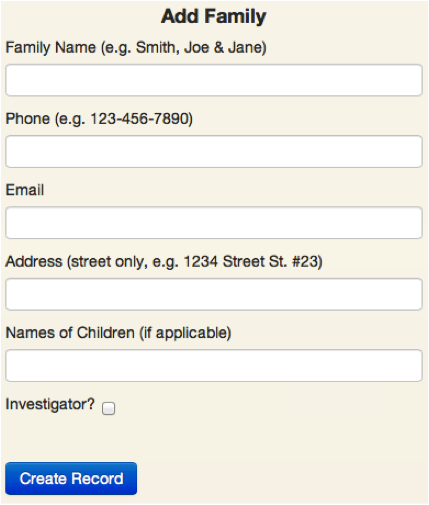 Add Family
Family Name (e.g. Smith, Joe & Jane)
Phone (e.g. 123-456-7890)
Email
Address (street only, e.g. 1234 Street St. #23)
Names of Children (if applicable)
Investigator?
Create Record